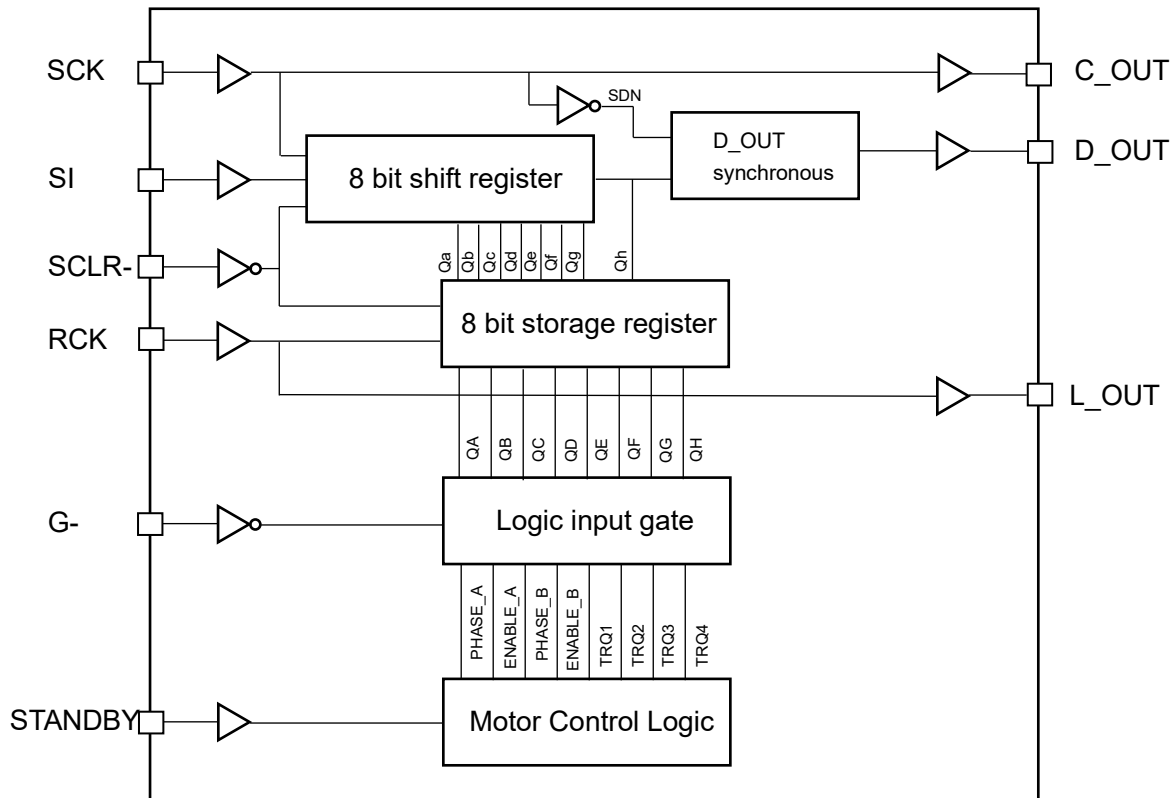 SCK
C_OUT
SDN
D_OUT
synchronous
D_OUT
SI
8 bit shift register
SCLR-
Qa
Qb
Qc
Qd
Qe
Qf
Qg
Qh
RCK
8 bit storage register
L_OUT
QA
QB
QC
QD
QE
QF
QG
QH
G-
Logic input gate
PHASE_A
ENABLE_A
PHASE_B
ENABLE_B
TRQ1
TRQ2
TRQ3
TRQ4
STANDBY
Motor Control Logic